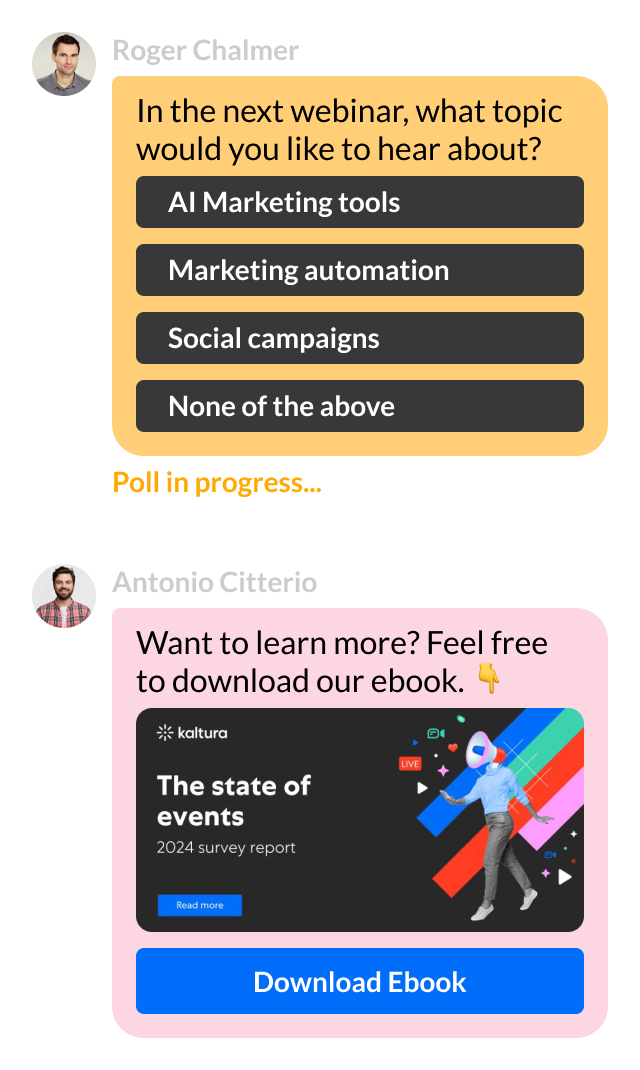 Roger Chalmer
In the next webinar, what topic
would you like to hear about?
AI Marketing tools
Marketing automation
Social campaigns
None of the above
Poll in progress...
Antonio Citterio
Want to learn more? Feel free
to download our ebook. 👇
kaltura
LIVE
The state of
events
2024 survey report
Read more
Download Ebook